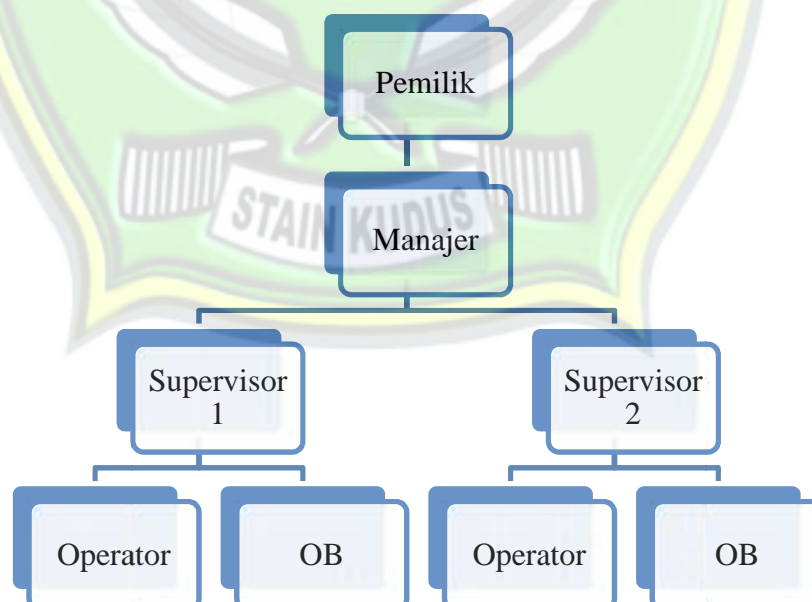 Pemilik
STAIN KUDUS
Manajer
Supervisor
1
Supervisor
2
Operator
OB
Operator
OB